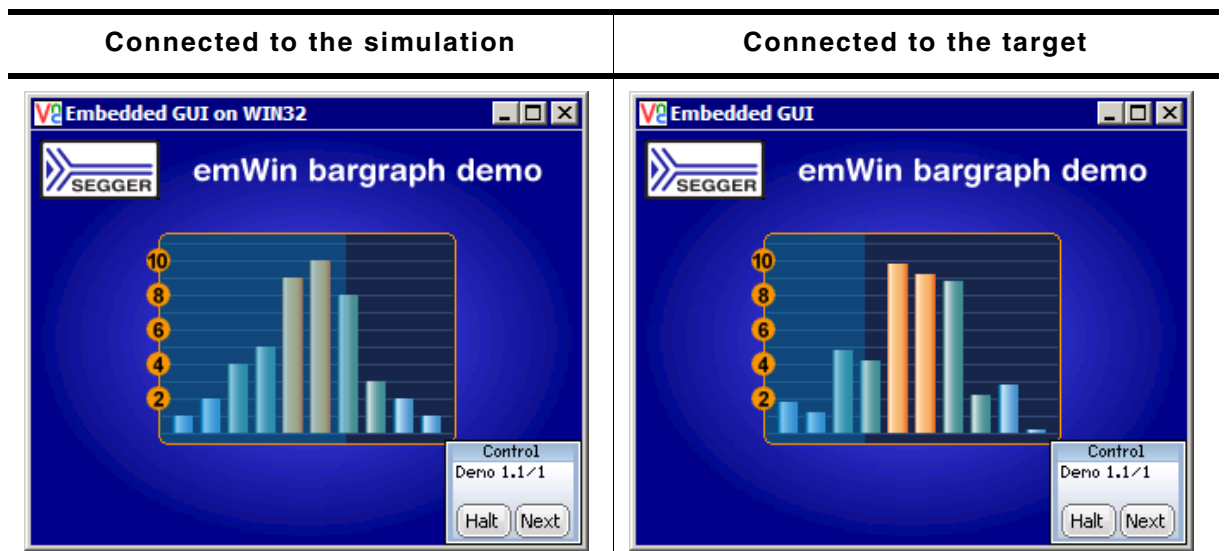 Connected to the simulation
Connected to the target
Embedded GUI on WIN32
SEGGER
emWin bargraph demo
10
8
6
4
2
Control
Demo 1.1/1
Halt Next
Embedded GUI
SEGGER
emWin bargraph demo
10
8
6
4
2
Control
Demo 1.1/1
Halt Next